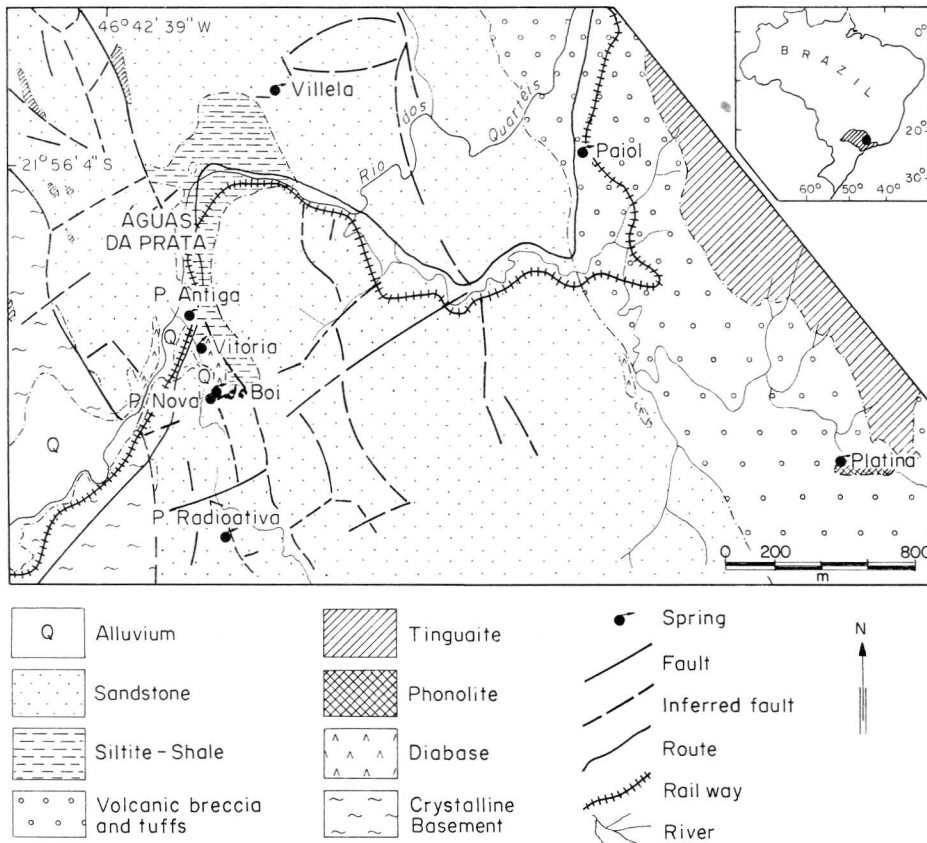 46° 42' 39" W
21° 56' 4" S
Villela
Rio dos Quartéis
Paiol
ÁGUAS
DA PRATA
P. Antiga
Q
Vitória
Q
Boi
P. Nova
Q
P. Radioativa
Platina
0 200 800
m
BRAZIL
0°
20°
30°
60° 50° 40°
Q Alluvium
Sandstone
Siltite - Shale
Volcanic breccia
and tuffs
Tinguaite
Phonolite
Diabase
Crystalline
Basement
Spring
Fault
Inferred fault
Route
Rail way
River
N